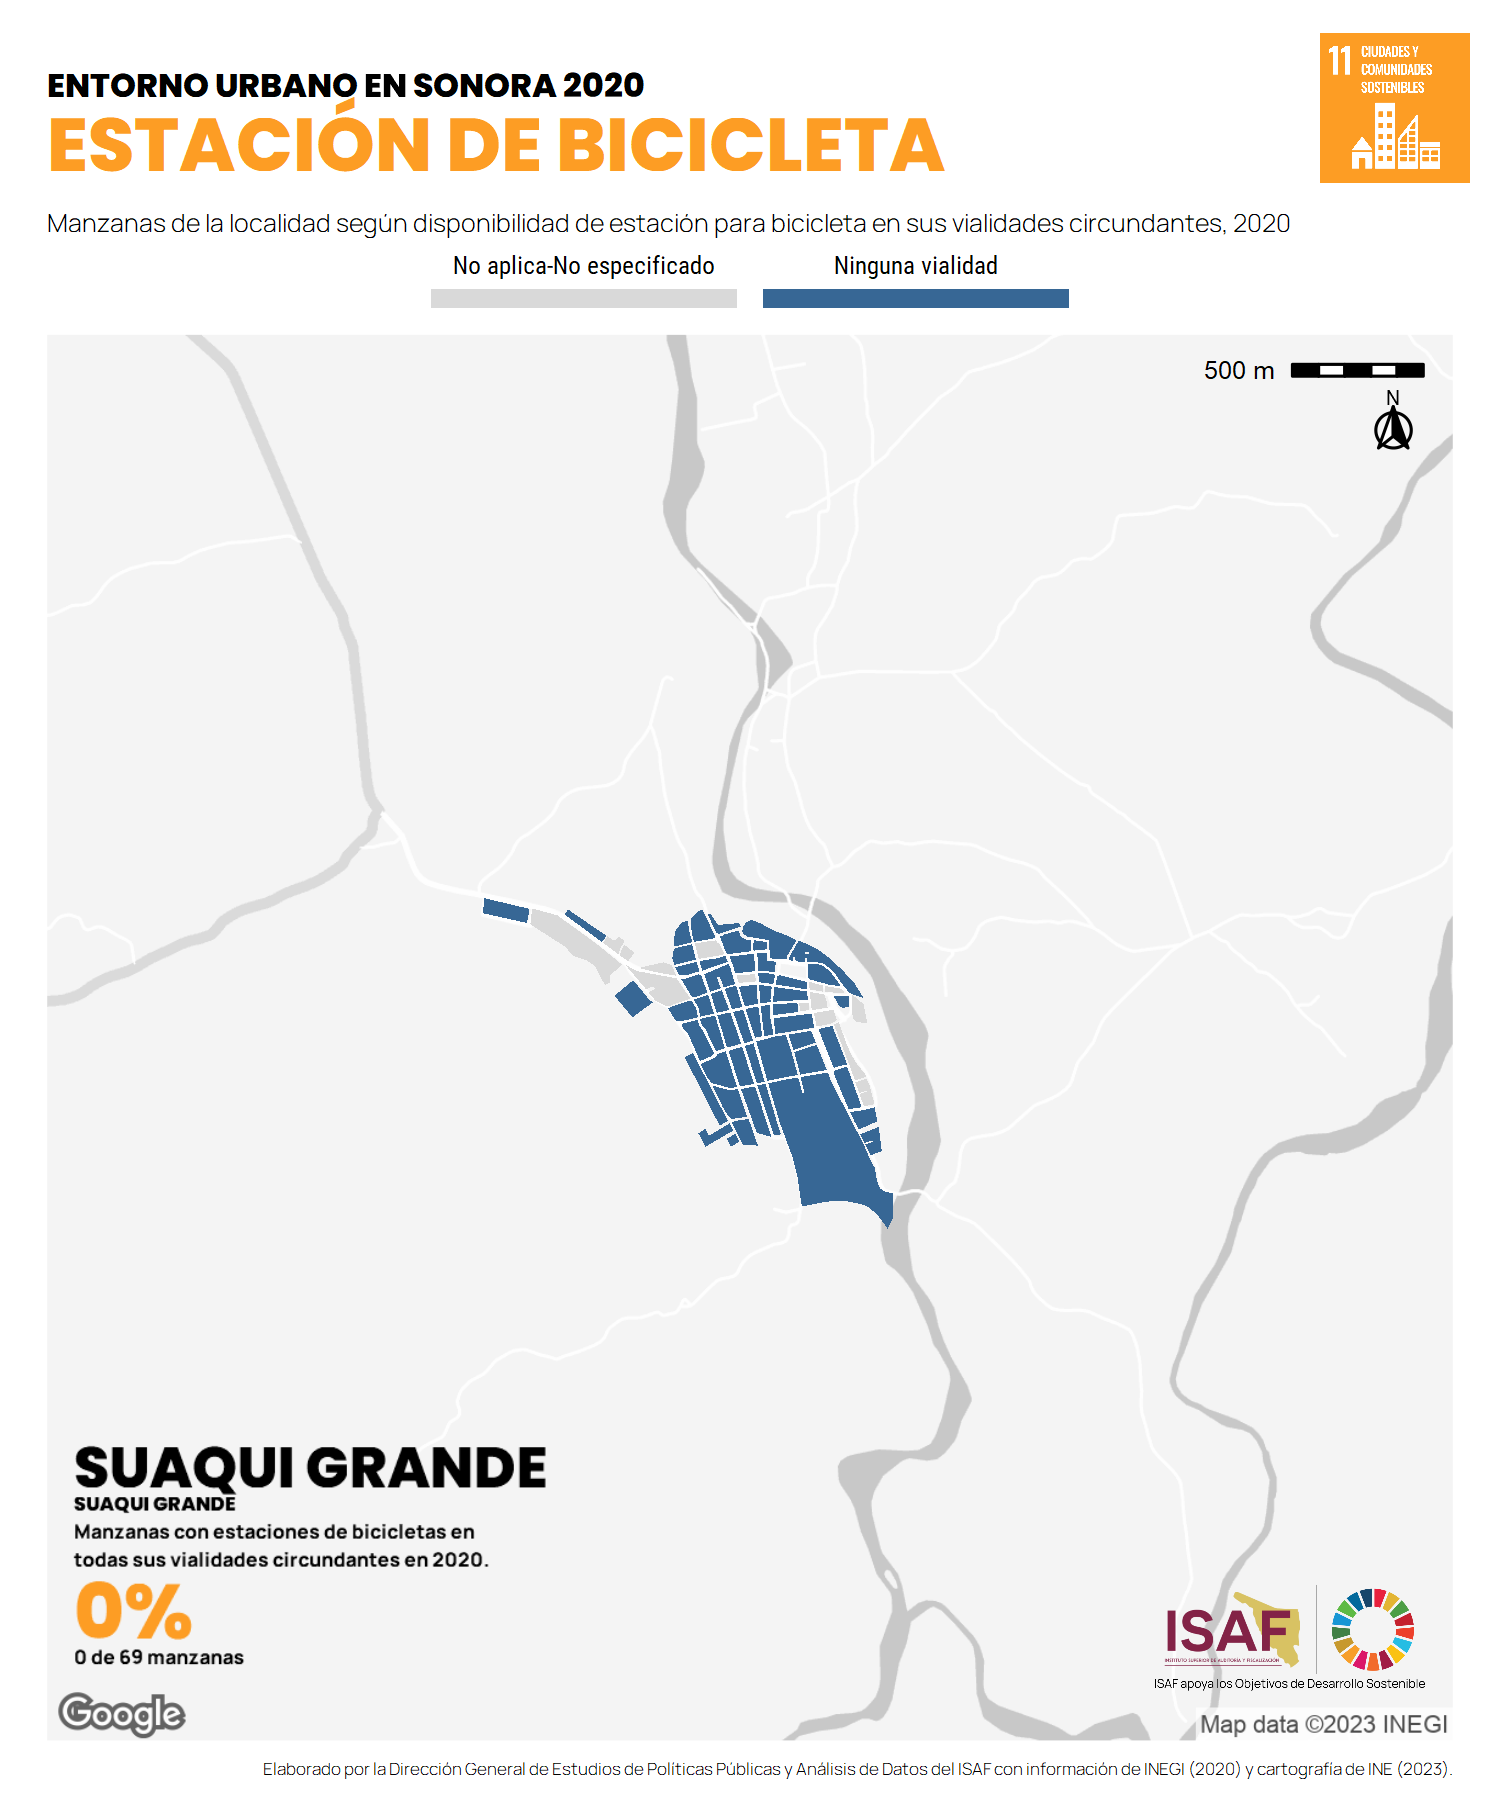 ENTORNO URBANO EN SONORA 2020
ESTACIÓN DE BICICLETA
11 CIUDADES Y
COMUNIDADES
SOSTENIBLES
Manzanas de la localidad según disponibilidad de estación para bicicleta en sus vialidades circundantes, 2020
No aplica-No especificado
Ninguna vialidad
500 m
N
SUAQUI GRANDE
SUAQUI GRANDE
Manzanas con estaciones de bicicletas en
todas sus vialidades circundantes en 2020.
0%
0 de 69 manzanas
Google
ISAF
INSTITUTO SUPERIOR DE AUDITORÍA Y FISCALIZACIÓN
ISAF apoya los Objetivos de Desarrollo Sostenible
Map data ©2023 INEGI
Elaborado por la Dirección General de Estudios de Políticas Públicas y Análisis de Datos del ISAF con información de INEGI (2020) y cartografía de INE (2023).